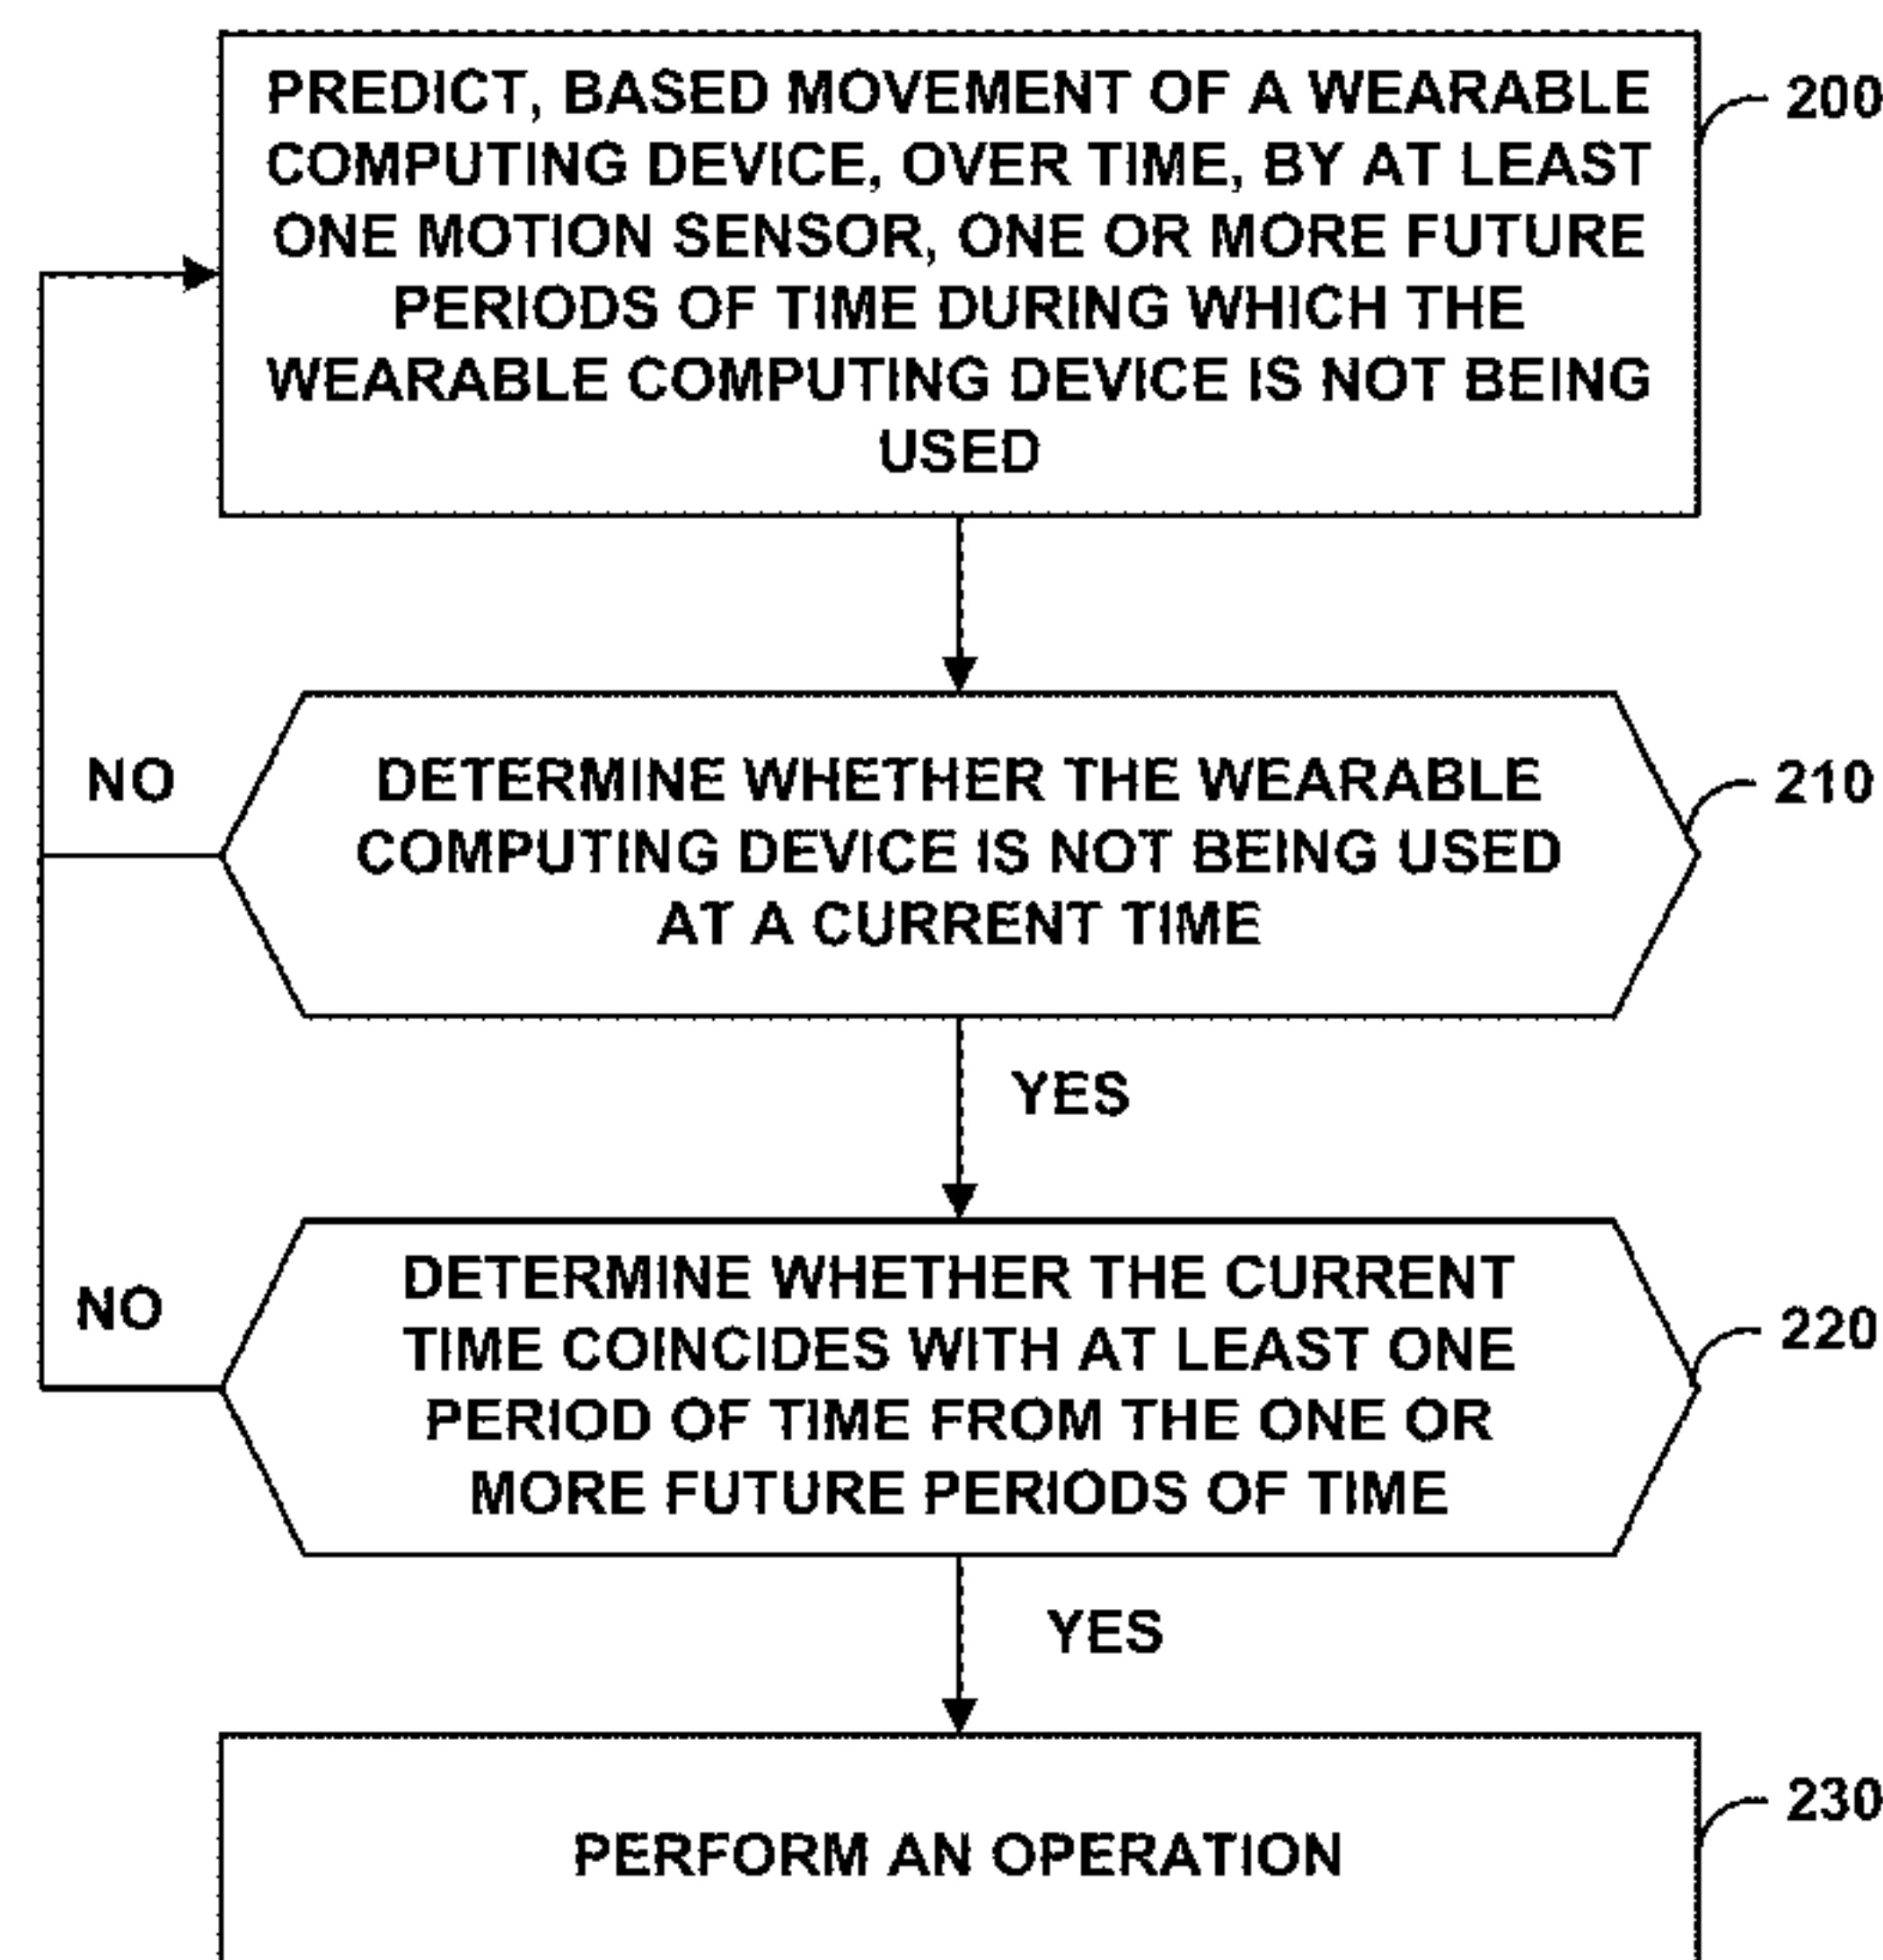 PREDICT, BASED MOVEMENT OF A WEARABLE
COMPUTING DEVICE, OVER TIME, BY AT LEAST
ONE MOTION SENSOR, ONE OR MORE FUTURE
PERIODS OF TIME DURING WHICH THE
WEARABLE COMPUTING DEVICE IS NOT BEING
USED
200
NO
DETERMINE WHETHER THE WEARABLE
COMPUTING DEVICE IS NOT BEING USED
AT A CURRENT TIME
210
YES
NO
DETERMINE WHETHER THE CURRENT
TIME COINCIDES WITH AT LEAST ONE
PERIOD OF TIME FROM THE ONE OR
MORE FUTURE PERIODS OF TIME
220
YES
PERFORM AN OPERATION
230